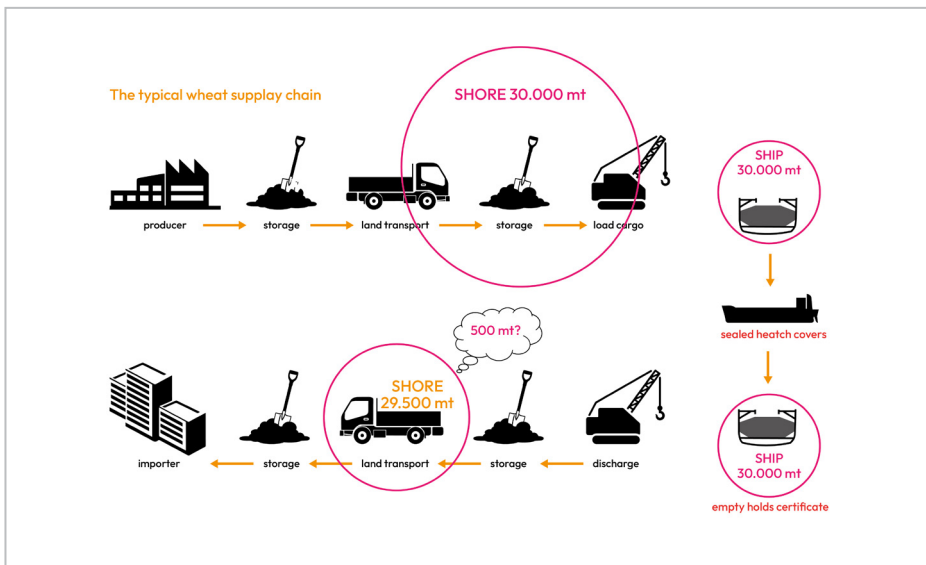 The typical wheat supplay chain
SHORE 30.000 mt
SHIP
30.000 mt
producer
storage
land transport
storage
load cargo
sealed heatch covers
500 mt?
SHORE
29.500 mt
importer
storage
land transport
storage
discharge
SHIP
30.000 mt
empty holds certificate